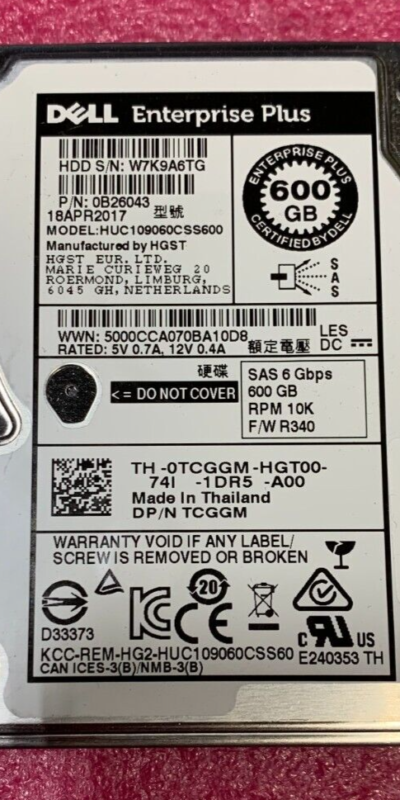 DELL Enterprise Plus
HDD S/N: W7K9A6TG
P/N: 0B26043
18APR2017 型號
MODEL:HUC109060CSS600
Manufactured by HGST
HGST EUR. LTD.
MARIE CURIEWEG 20
ROERMOND, LIMBURG,
6045 GH, NETHERLANDS
ENTERPRISE PLUS
600
GB
CERTIFIED BY DELL
S
A
S
WWN: 5000CCA070BA10D8
RATED: 5V 0.7A, 12V 0.4A 額定電壓
LES
DC
硬碟
<= DO NOT COVER
SAS 6 Gbps
600 GB
RPM 10K
F/W R340
TH -0TCGGM -HGT00-
74I -1DR5 -A00
Made in Thailand
DP/N TCGGM
WARRANTY VOID IF ANY LABEL/
SCREW IS REMOVED OR BROKEN
D33373
20
C US
E240353 TH
KCC-REM-HG2-HUC109060CSS60
CAN ICES-3(B)/NMB-3(B)